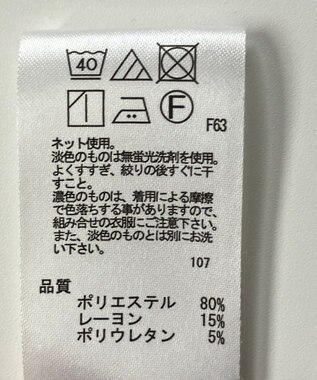 40
F
F63
ネット使用。
淡色のものは無蛍光洗剤を使用。
よくすすぎ、絞りの後すぐに干
すこと。
濃色のものは、着用による摩擦
で色落ちする事がありますので、
組み合せの衣服にご注意下さい。
また、淡色のものとは別にお洗
い下さい。
107
品質
ポリエステル 80%
レーヨン 15%
ポリウレタン 5%